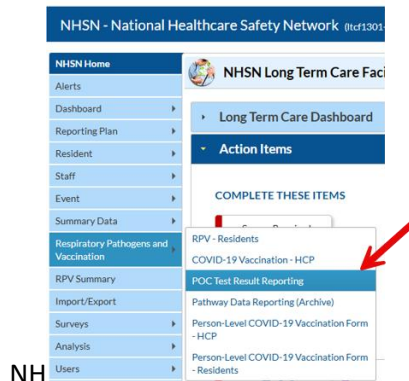 NHSN - National Healthcare Safety Network (ltcf1301-
NHSN Home
Alerts
Dashboard
Reporting Plan
Resident
Staff
Event
Summary Data
Respiratory Pathogens and
Vaccination
RPV Summary
Import/Export
Surveys
Analysis
Users
NHSN Long Term Care Faci
Long Term Care Dashboard
Action Items
COMPLETE THESE ITEMS
RPV - Residents
COVID-19 Vaccination - HCP
POC Test Result Reporting
Pathway Data Reporting (Archive)
Person-Level COVID-19 Vaccination Form
- HCP
Person-Level COVID-19 Vaccination Form
- Residents
NH